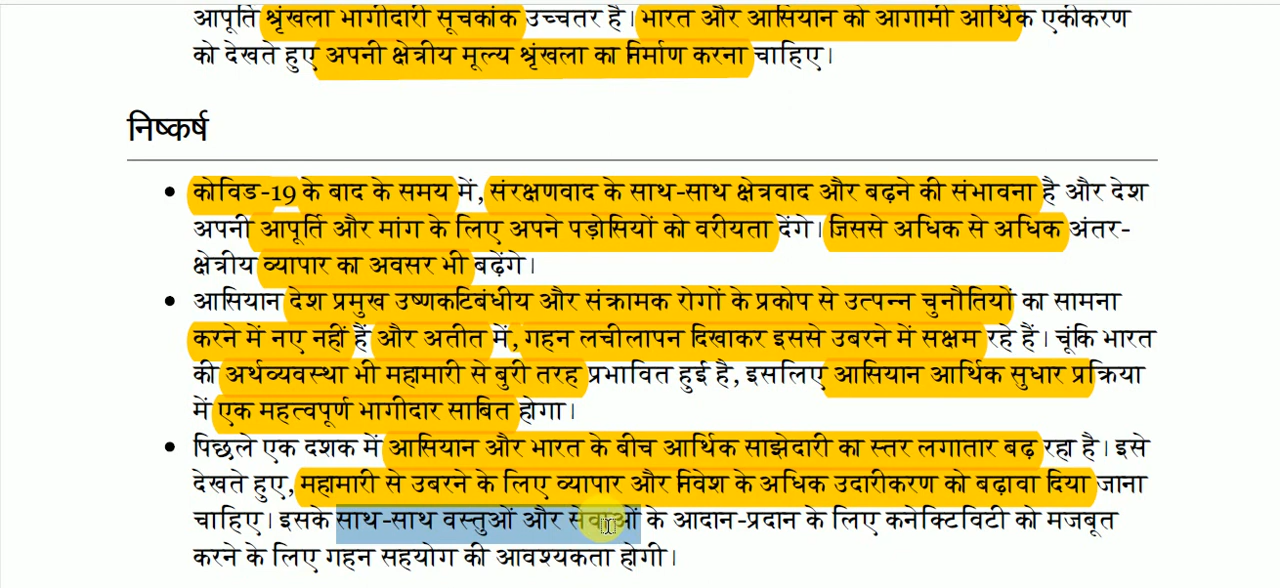 आपूर्ति श्रृंखला भागीदारी सूचकांक उच्चतर है। भारत और आसियान को आगामी आर्थिक एकीकरण
को देखते हुए अपनी क्षेत्रीय मूल्य श्रृंखला का निर्माण करना चाहिए।
निष्कर्ष
• कोविड-19 के बाद के समय में, संरक्षणवाद के साथ-साथ क्षेत्रवाद और बढ़ने की संभावना है और देश
अपनी आपूर्ति और मांग के लिए अपने पड़ोसियों को वरीयता देंगे। जिससे अधिक से अधिक अंतर-
क्षेत्रीय व्यापार का अवसर भी बढ़ेंगे।
• आसियान देश प्रमुख उष्णकटिबंधीय और संक्रामक रोगों के प्रकोप से उत्पन्न चुनौतियों का सामना
करने में नए नहीं हैं और अतीत में, गहन लचीलापन दिखाकर इससे उबरने में सक्षम रहे हैं। चूंकि भारत
की अर्थव्यवस्था भी महामारी से बुरी तरह प्रभावित हुई है, इसलिए आसियान आर्थिक सुधार प्रक्रिया
में एक महत्वपूर्ण भागीदार साबित होगा।
• पिछले एक दशक में आसियान और भारत के बीच आर्थिक साझेदारी का स्तर लगातार बढ़ रहा है। इसे
देखते हुए, महामारी से उबरने के लिए व्यापार और निवेश के अधिक उदारीकरण को बढ़ावा दिया जाना
चाहिए। इसके साथ-साथ वस्तुओं और सेवाओं के आदान-प्रदान के लिए कनेक्टिविटी को मजबूत
करने के लिए गहन सहयोग की आवश्यकता होगी।